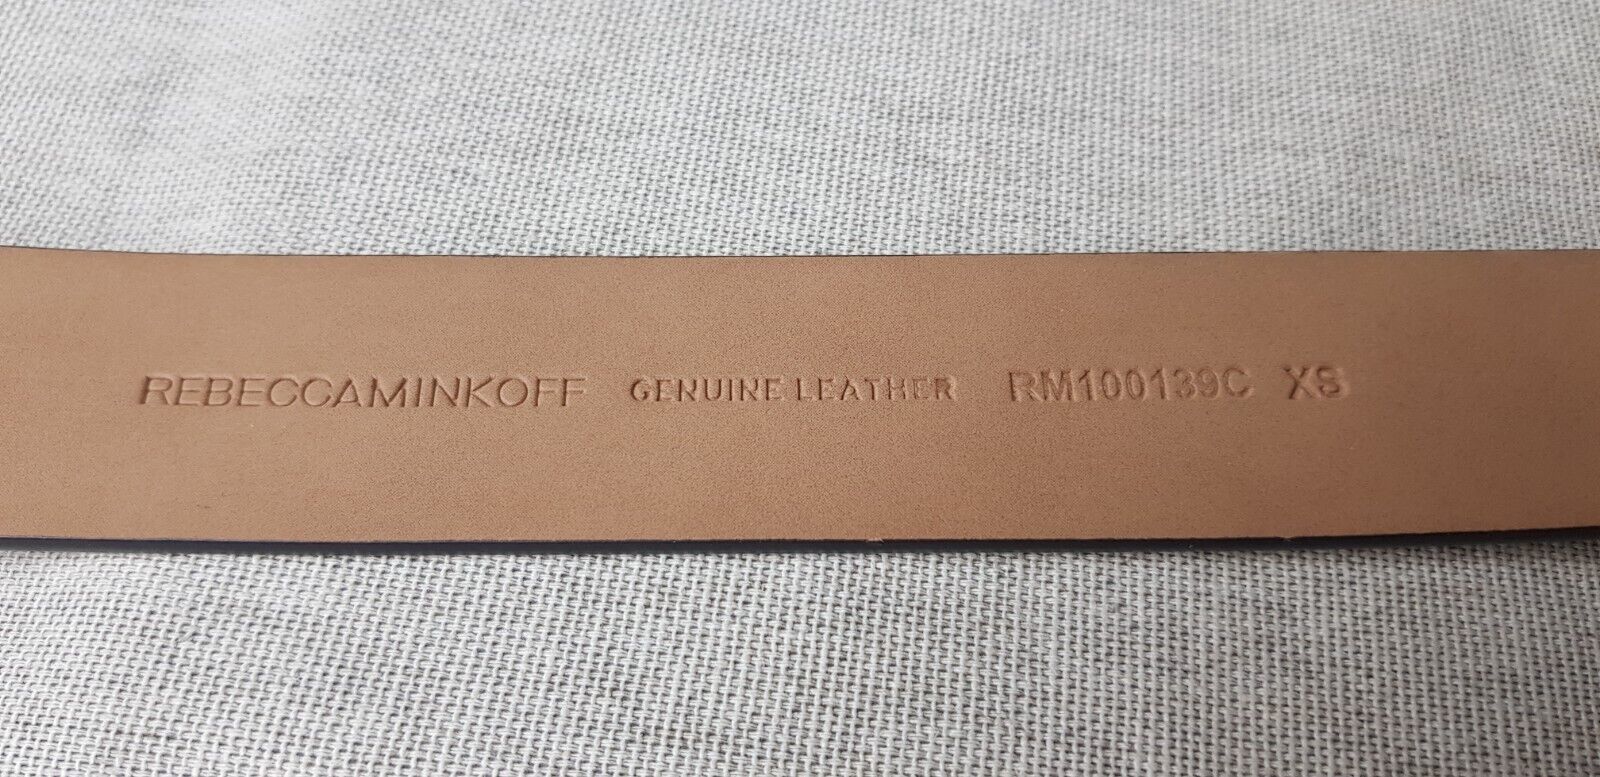 REBECCAMINKOFF GENUINE LEATHER RM100139C XS